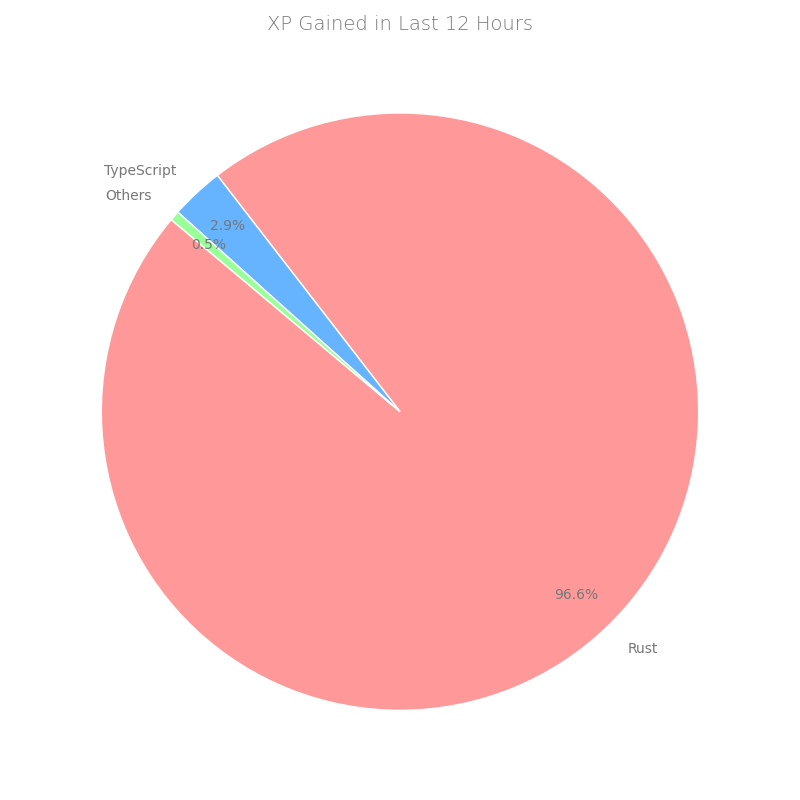 XP Gained in Last 12 Hours
TypeScript
Others
2.9%
0.5%
96.6%
Rust